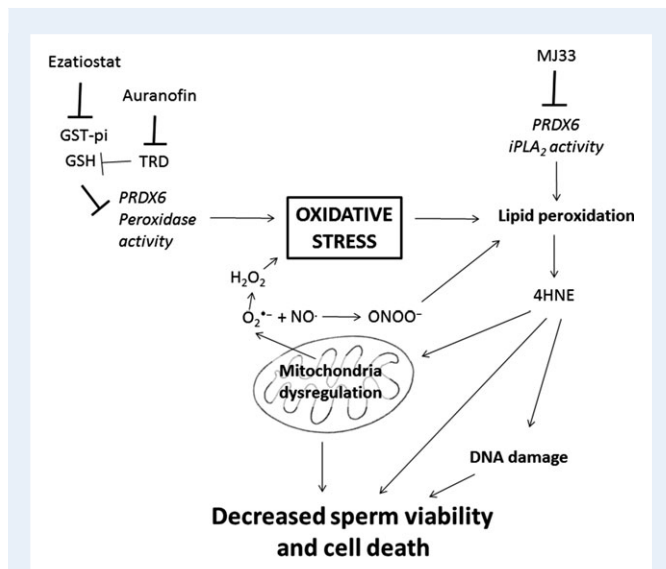 Ezatiostat
MJ33
Auranofin
GST-pi
GSH
TRD
PRDX6
iPLA₂ activity
PRDX6
Peroxidase
activity
OXIDATIVE
STRESS
Lipid peroxidation
H₂O₂
O₂•− + NO· ONOO⁻
4HNE
Mitochondria
dysregulation
DNA damage
Decreased sperm viability
and cell death